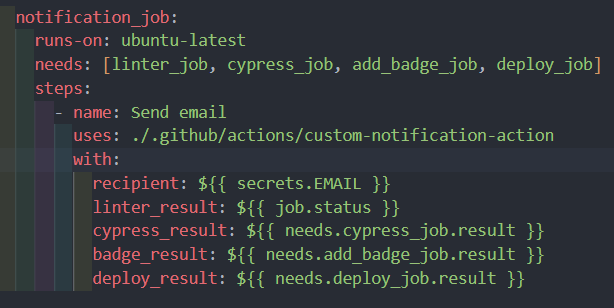 notification_job:
runs-on: ubuntu-latest
needs: [linter_job, cypress_job, add_badge_job, deploy_job]
steps:
- name: Send email
uses: ./.github/actions/custom-notification-action
with:
recipient: ${{ secrets.EMAIL }}
linter_result: ${{ job.status }}
cypress_result: ${{ needs.cypress_job.result }}
badge_result: ${{ needs.add_badge_job.result }}
deploy_result: ${{ needs.deploy_job.result }}